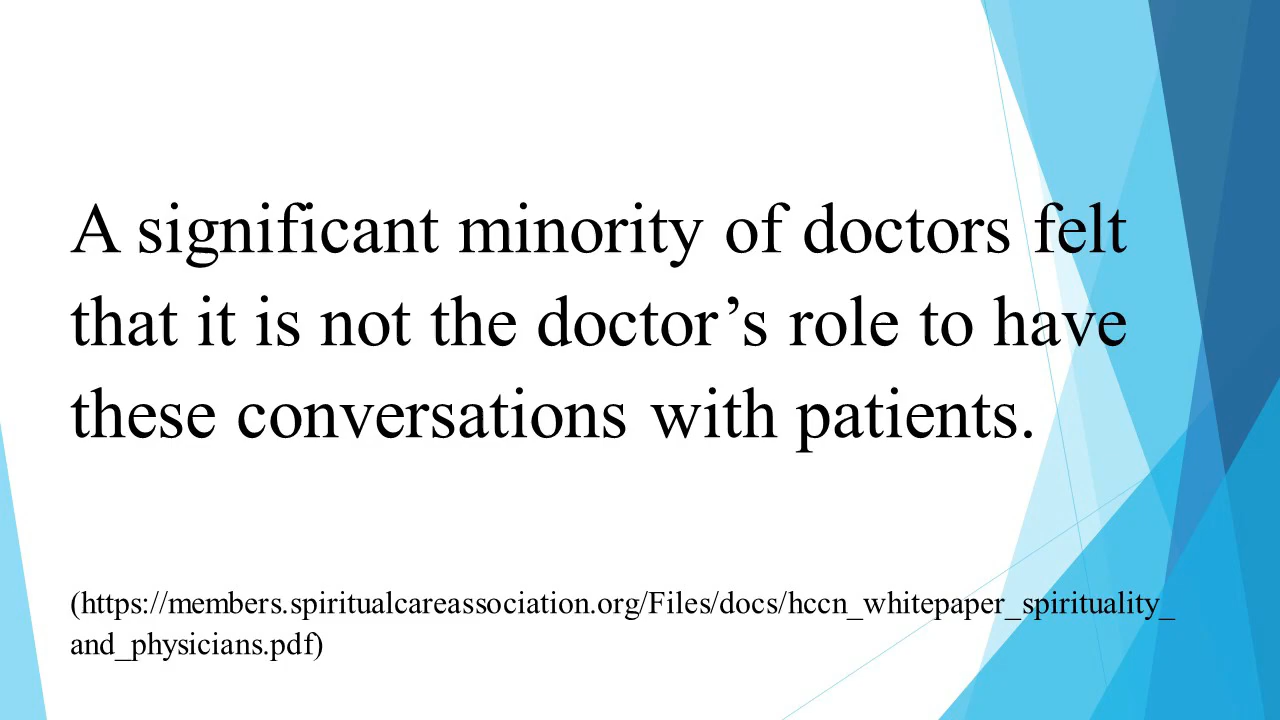 A significant minority of doctors felt
that it is not the doctor’s role to have
these conversations with patients.
(https://members.spiritualcareassociation.org/Files/docs/hccn_whitepaper_spirituality_
and_physicians.pdf)